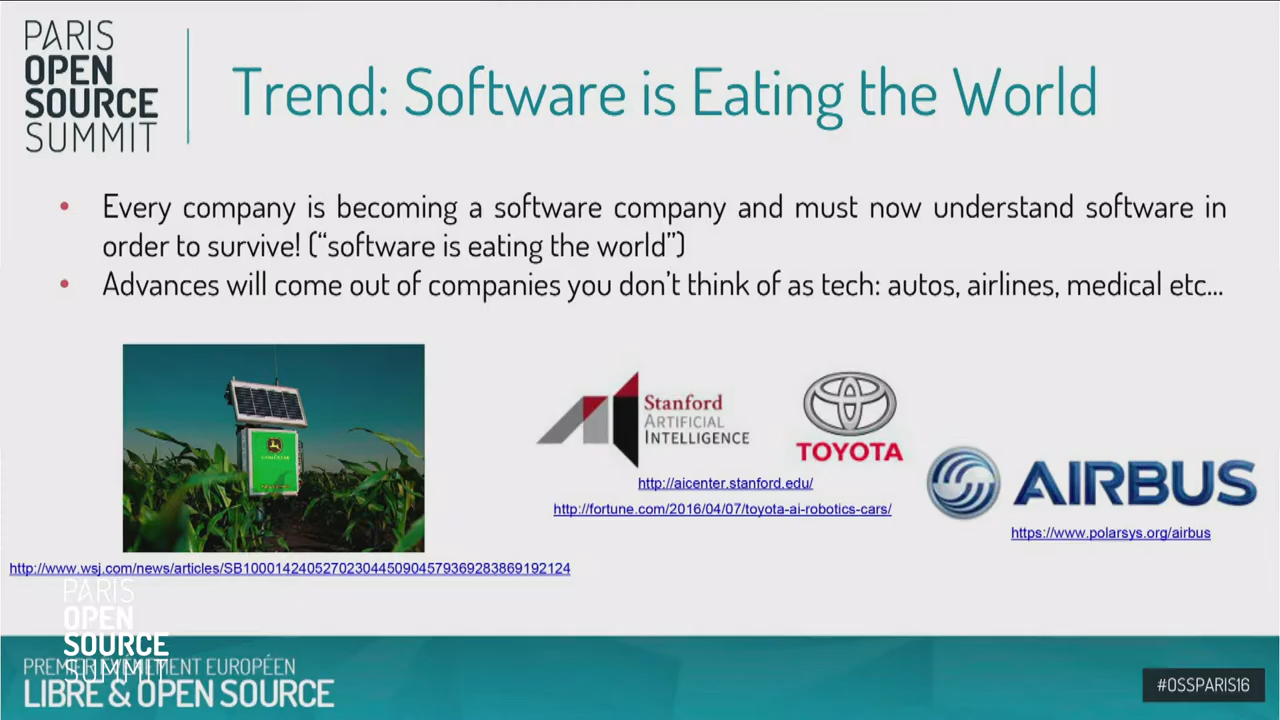 PARIS
OPEN
SOURCE
SUMMIT
Trend: Software is Eating the World
• Every company is becoming a software company and must now understand software in
order to survive! (“software is eating the world”)
• Advances will come out of companies you don't think of as tech: autos, airlines, medical etc...
Stanford
ARTIFICIAL
INTELLIGENCE
TOYOTA
http://aicenter.stanford.edu/
http://fortune.com/2016/04/07/toyota-ai-robotics-cars/
AIRBUS
https://www.polarsys.org/airbus
http://www.wsj.com/news/articles/SB10001424052702304450904579369283869192124
PARIS
OPEN
SOURCE
SUMMIT
PREMIER ÉVÉNEMENT EUROPÉEN
LIBRE & OPEN SOURCE
#OSSPARIS16